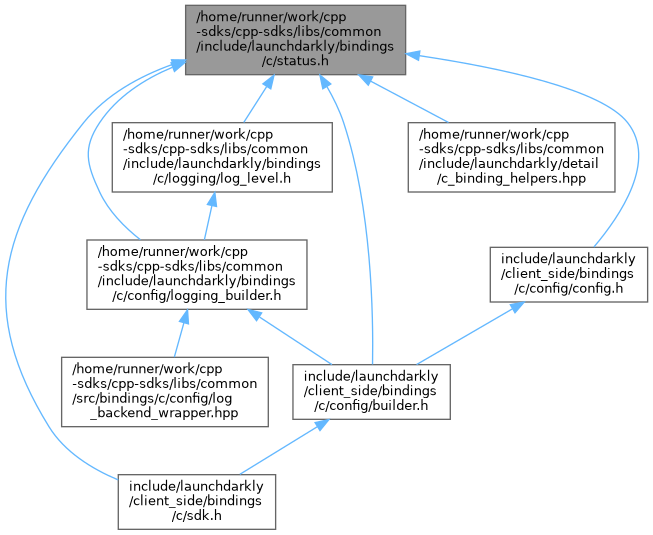 /home/runner/work/cpp
-sdks/cpp-sdks/libs/common
/include/launchdarkly/bindings
/c/status.h
/home/runner/work/cpp
-sdks/cpp-sdks/libs/common
/include/launchdarkly/bindings
/c/logging/log_level.h
/home/runner/work/cpp
-sdks/cpp-sdks/libs/common
/include/launchdarkly/detail
/c_binding_helpers.hpp
/home/runner/work/cpp
-sdks/cpp-sdks/libs/common
/include/launchdarkly/bindings
/c/config/logging_builder.h
include/launchdarkly
/client_side/bindings
/c/config/config.h
/home/runner/work/cpp
-sdks/cpp-sdks/libs/common
/src/bindings/c/config/log
_backend_wrapper.hpp
include/launchdarkly
/client_side/bindings
/c/config/builder.h
include/launchdarkly
/client_side/bindings
/c/sdk.h